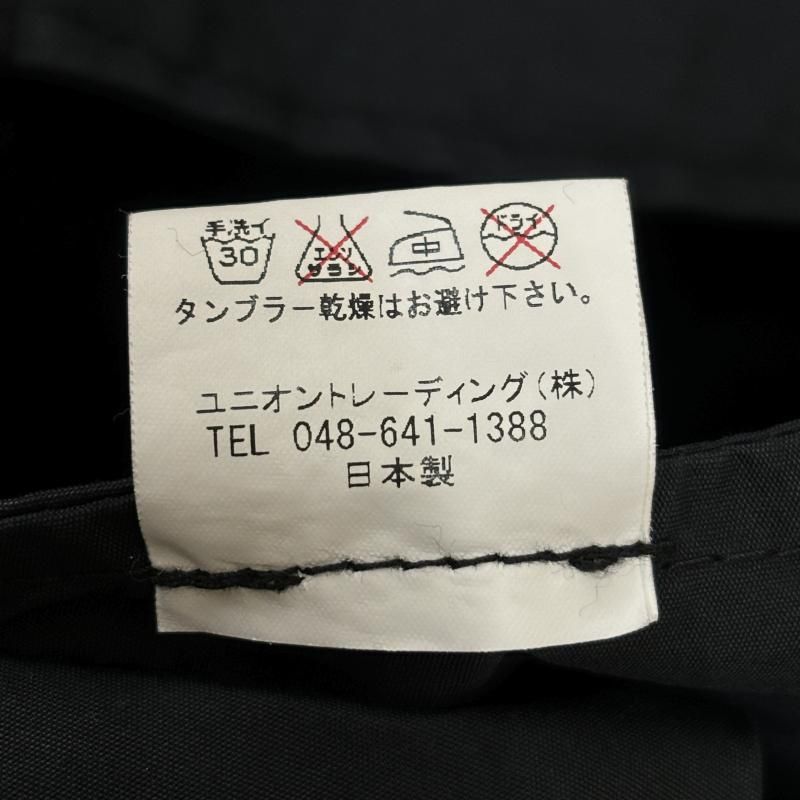 手洗イ エンソ 中 ドライ
30 サラシ
タンブラー乾燥はお避け下さい。
ユニオントレーディング(株)
TEL 048-641-1388
日本製